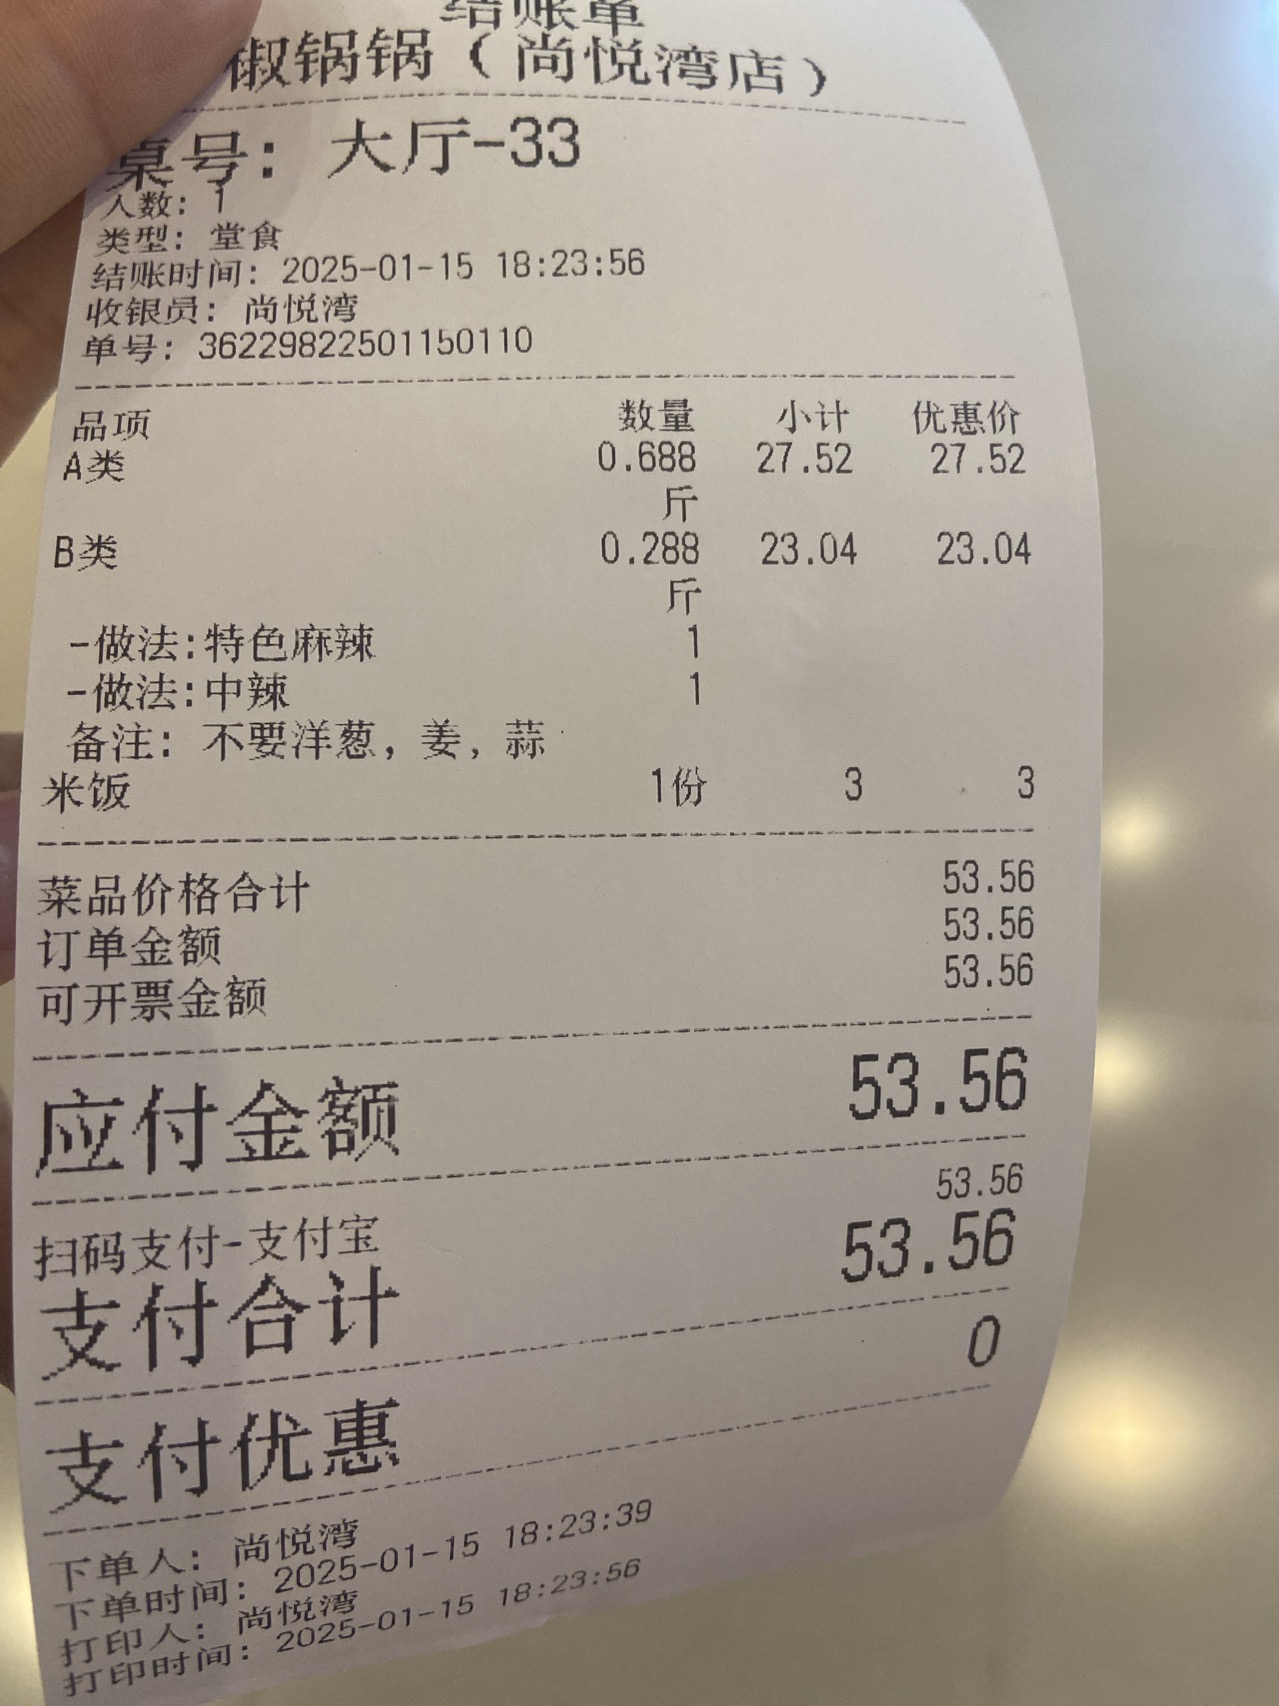 结账单
椒锅锅（尚悦湾店）
桌号： 大厅-33
人数： 1
类型： 堂食
结账时间： 2025-01-15 18:23:56
收银员： 尚悦湾
单号： 36229822501150110
品项 数量 小计 优惠价
A类 0.688 27.52 27.52
斤
B类 0.288 23.04 23.04
斤
-做法:特色麻辣 1
-做法:中辣 1
备注： 不要洋葱，姜，蒜
米饭 1份 3 3
菜品价格合计 53.56
订单金额 53.56
可开票金额 53.56
应付金额 53.56
扫码支付-支付宝 53.56
支付合计 53.56
支付优惠 0
下单人： 尚悦湾
下单时间： 2025-01-15 18:23:39
打印人： 尚悦湾
打印时间： 2025-01-15 18:23:56